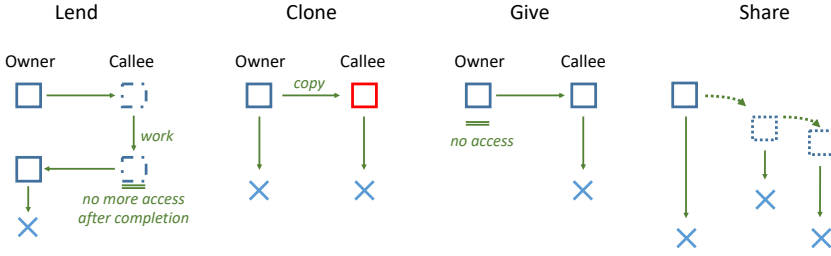 Lend
Clone
Give
Share
Owner
Callee
work
no more access
after completion
Owner
Callee
copy
Owner
Callee
no access